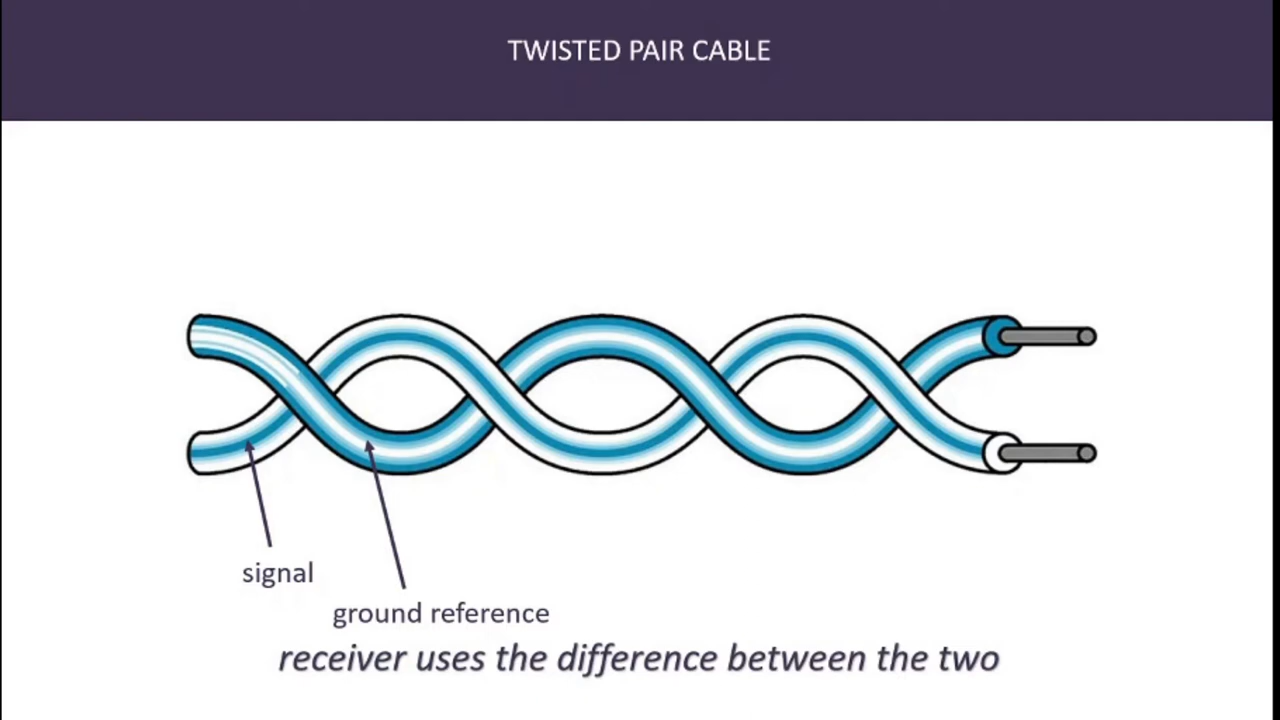 TWISTED PAIR CABLE
signal
ground reference
receiver uses the difference between the two